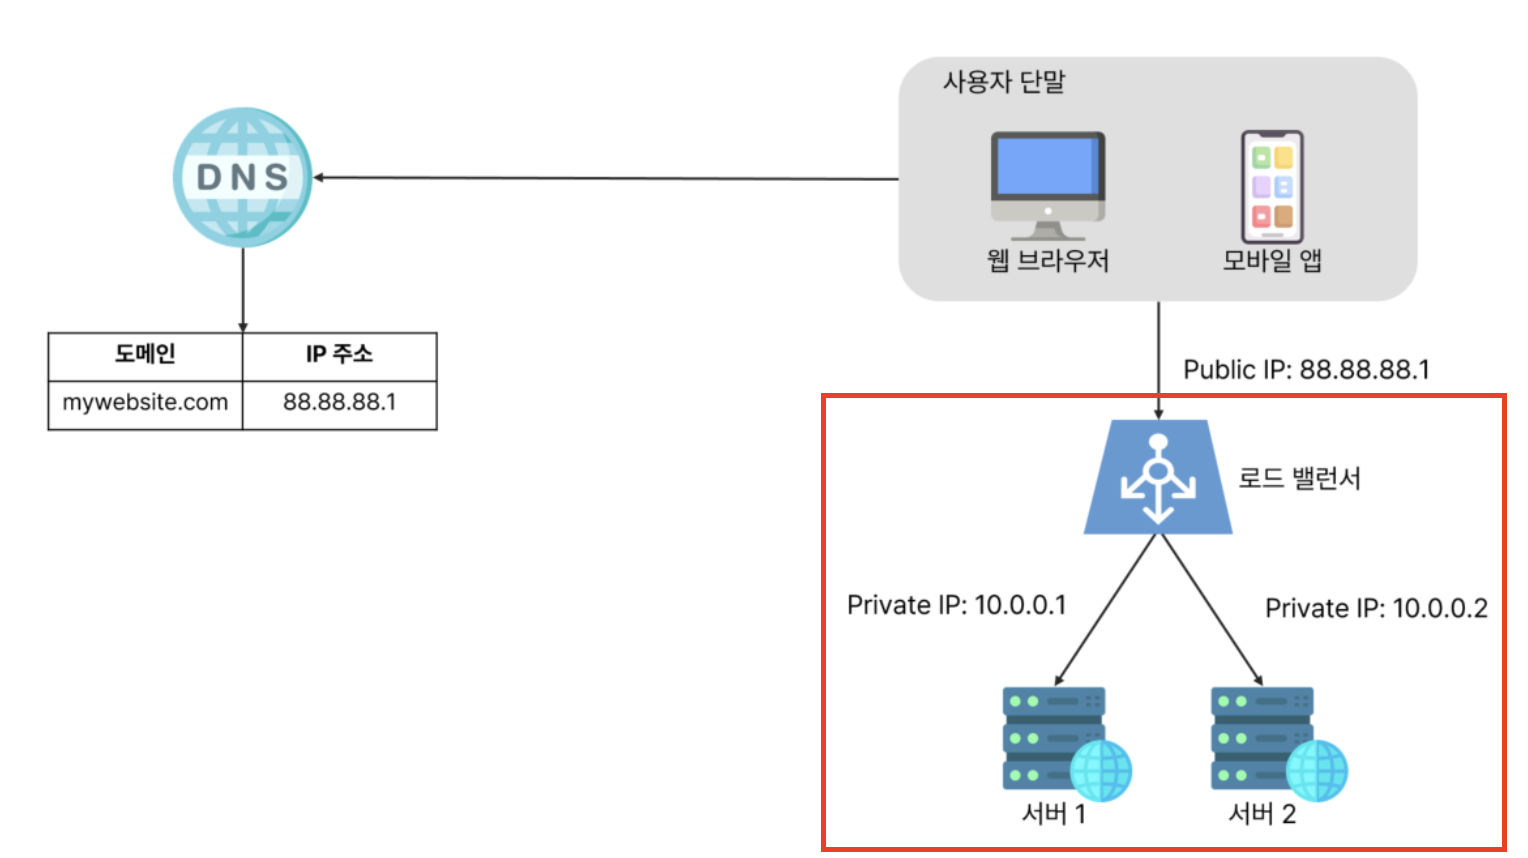 사용자 단말
DNS
웹 브라우저
모바일 앱
도메인
IP 주소
mywebsite.com
88.88.88.1
Public IP: 88.88.88.1
로드 밸런서
Private IP: 10.0.0.1
Private IP: 10.0.0.2
서버 1
서버 2